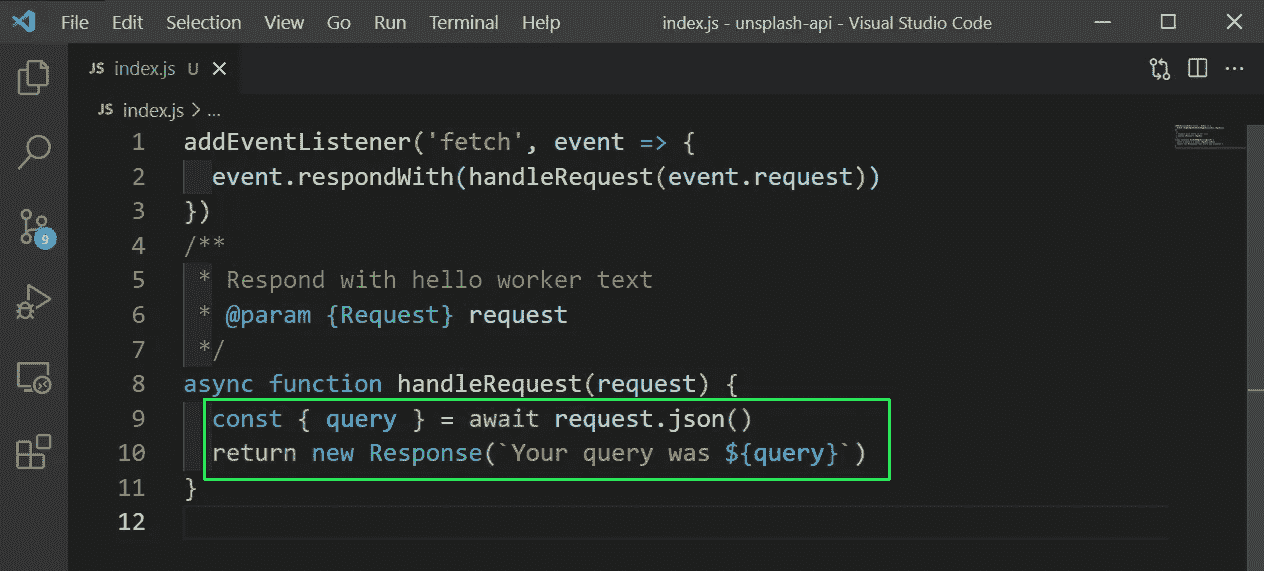 File Edit Selection View Go Run Terminal Help index.js - unsplash-api - Visual Studio Code
JS index.js U
JS index.js > ...
1 addEventListener('fetch', event => {
2 event.respondWith(handleRequest(event.request))
3 })
4 /**
5 * Respond with hello worker text
6 * @param {Request} request
7 */
8 async function handleRequest(request) {
9 const { query } = await request.json()
10 return new Response(`Your query was ${query}`)
11 }
12
9